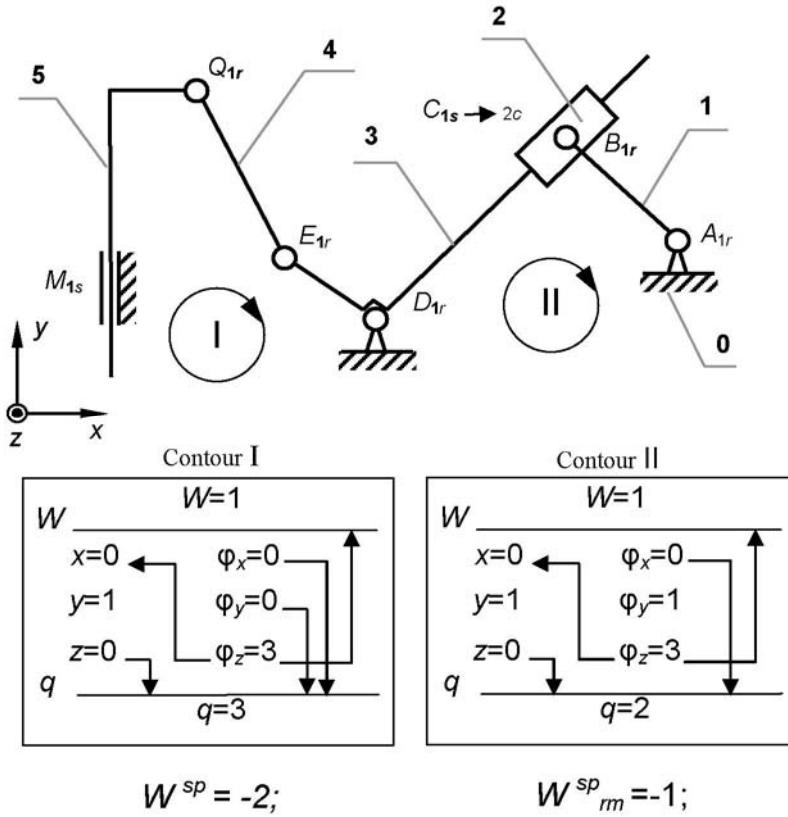 5
Q1r
4
2
C1s → 2c
3
B1r
1
E1r
A1r
M1s
I
D1r
II
0
y
z
x
Contour I
Contour II
W=1
W
x=0 φx=0
y=1 φy=0
z=0 φz=3
q
q=3
W=1
W
x=0 φx=0
y=1 φy=1
z=0 φz=3
q
q=2
W^sp = -2;
W^sp_rm =-1;